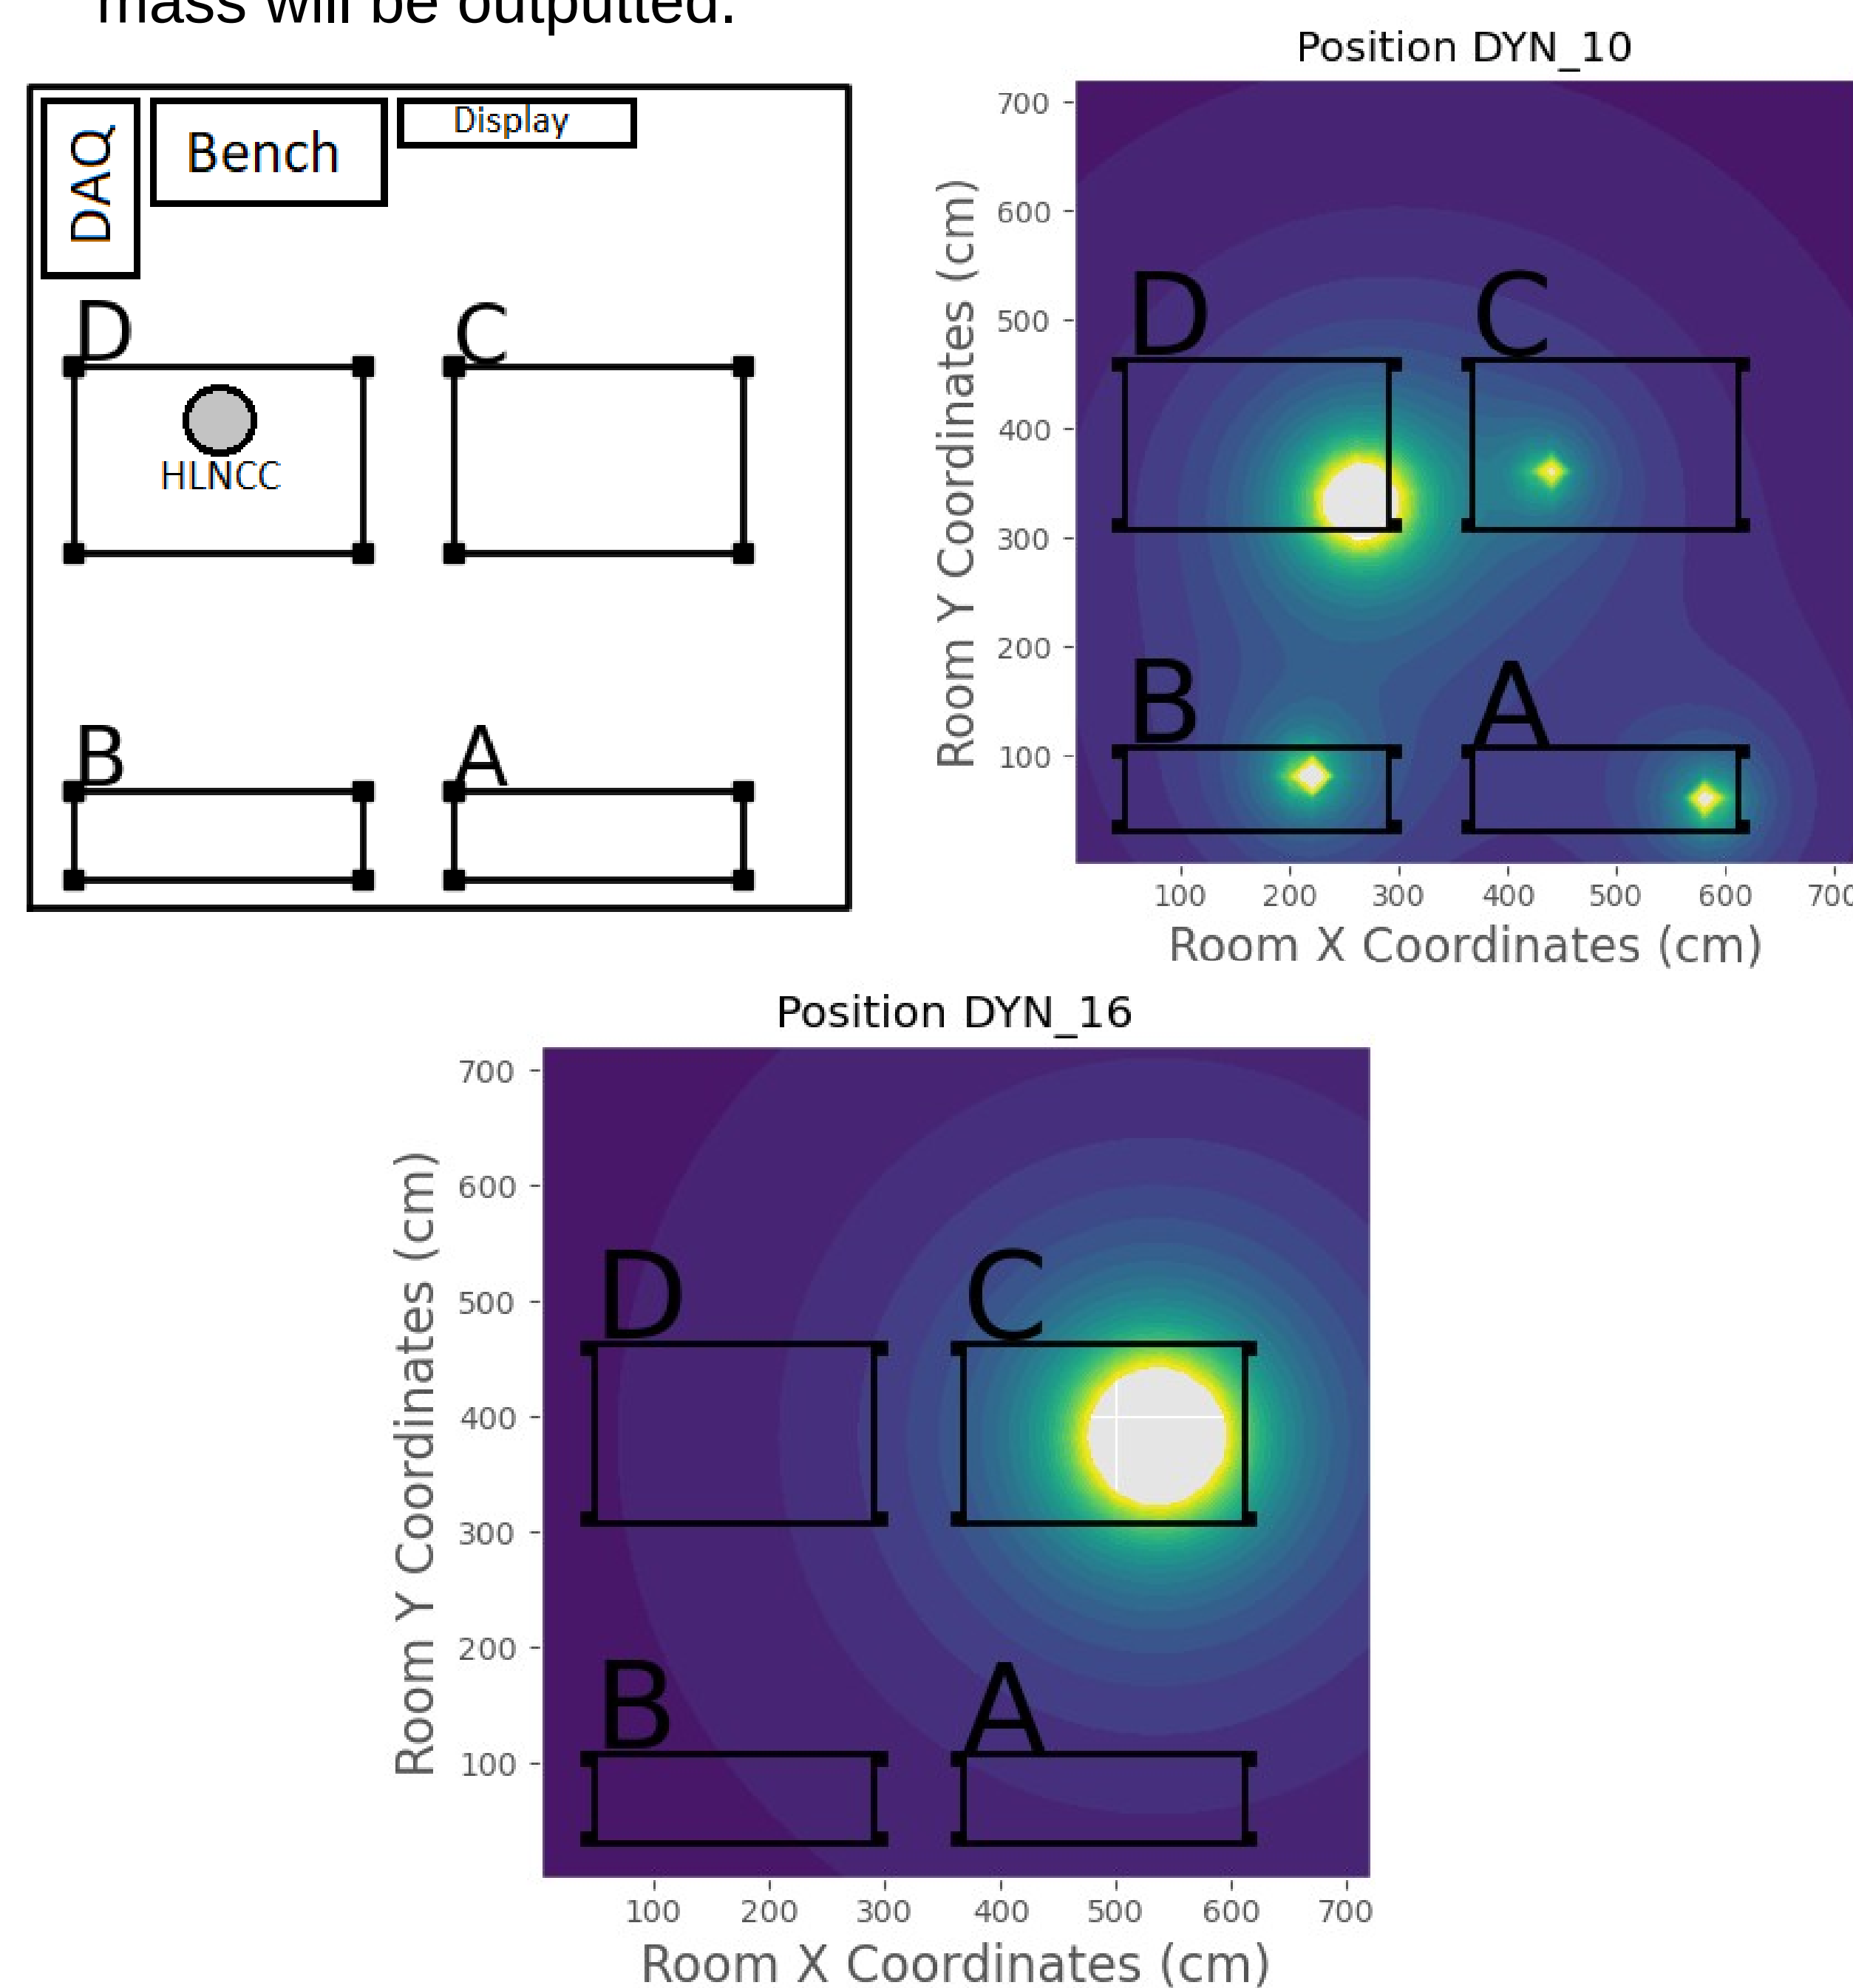 mass will be outputted.
DAQ
Bench
Display
D
C
HLNCC
B
A
Position DYN_10
Room Y Coordinates (cm)
700
600
500
400
300
200
100
D
C
B
A
100 200 300 400 500 600 700
Room X Coordinates (cm)
Position DYN_16
Room Y Coordinates (cm)
700
600
500
400
300
200
100
D
C
B
A
100 200 300 400 500 600 700
Room X Coordinates (cm)